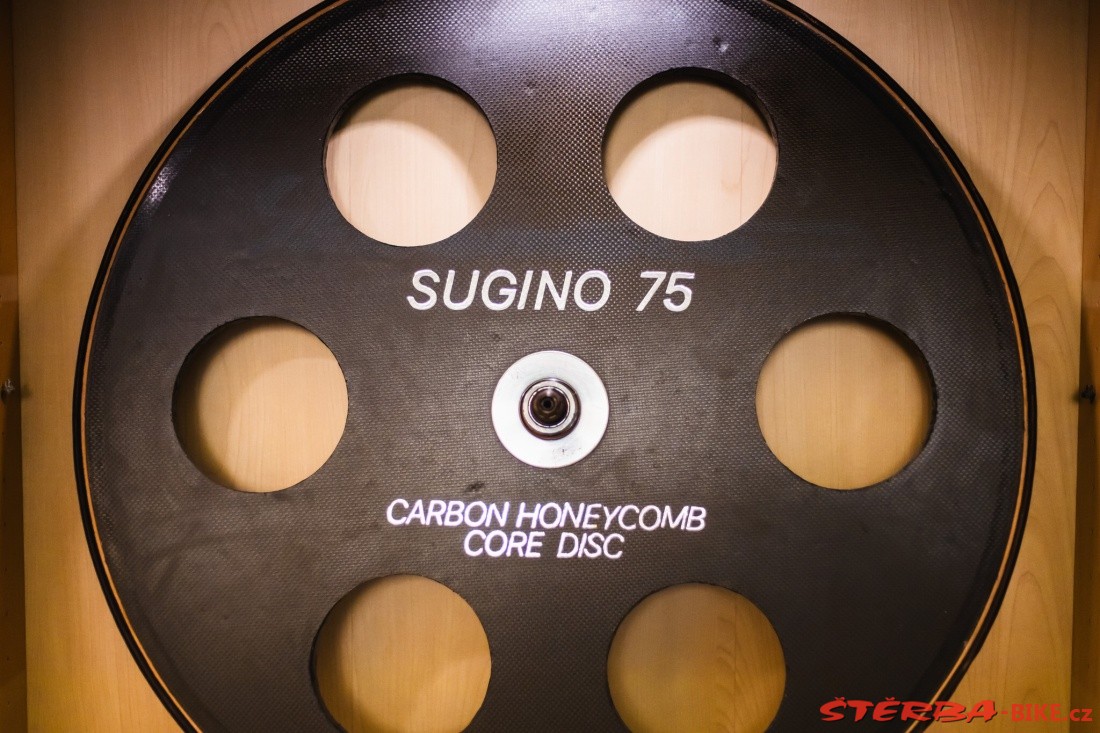 SUGINO 75
CARBON HONEYCOMB
CORE DISC
ŠTĚRBA-BIKE.cz